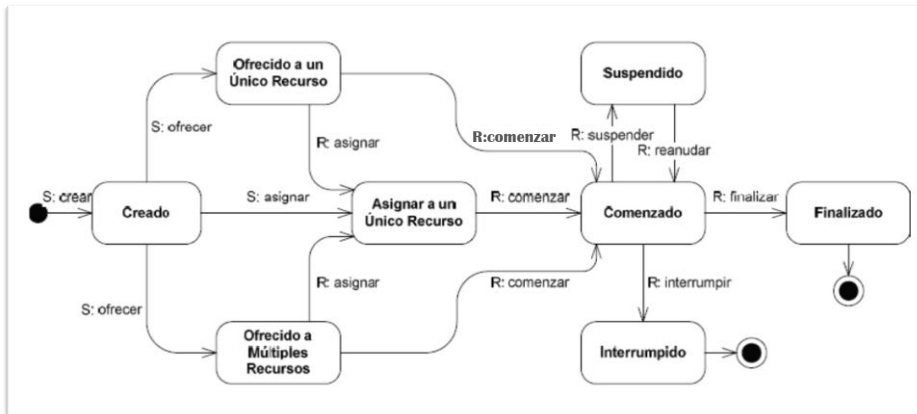 Ofrecido a un
Único Recurso
Suspendido
S: ofrecer
R: asignar
R:comenzar
R: suspender
R: reanudar
S: crear
Creado
S: asignar
Asignar a un
Único Recurso
R: comenzar
Comenzado
R: finalizar
Finalizado
S: ofrecer
R: asignar
R: comenzar
R: interrumpir
Ofrecido a
Múltiples
Recursos
Interrumpido